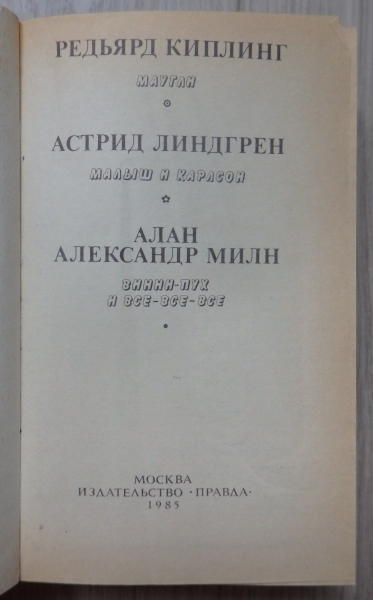 РЕДЬЯРД КИПЛИНГ
МАУГЛИ
АСТРИД ЛИНДГРЕН
МАЛЫШ И КАРЛСОН
АЛАН
АЛЕКСАНДР МИЛН
ВИННИ-ПУХ
И ВСЕ-ВСЕ-ВСЕ
МОСКВА
ИЗДАТЕЛЬСТВО «ПРАВДА»
1985